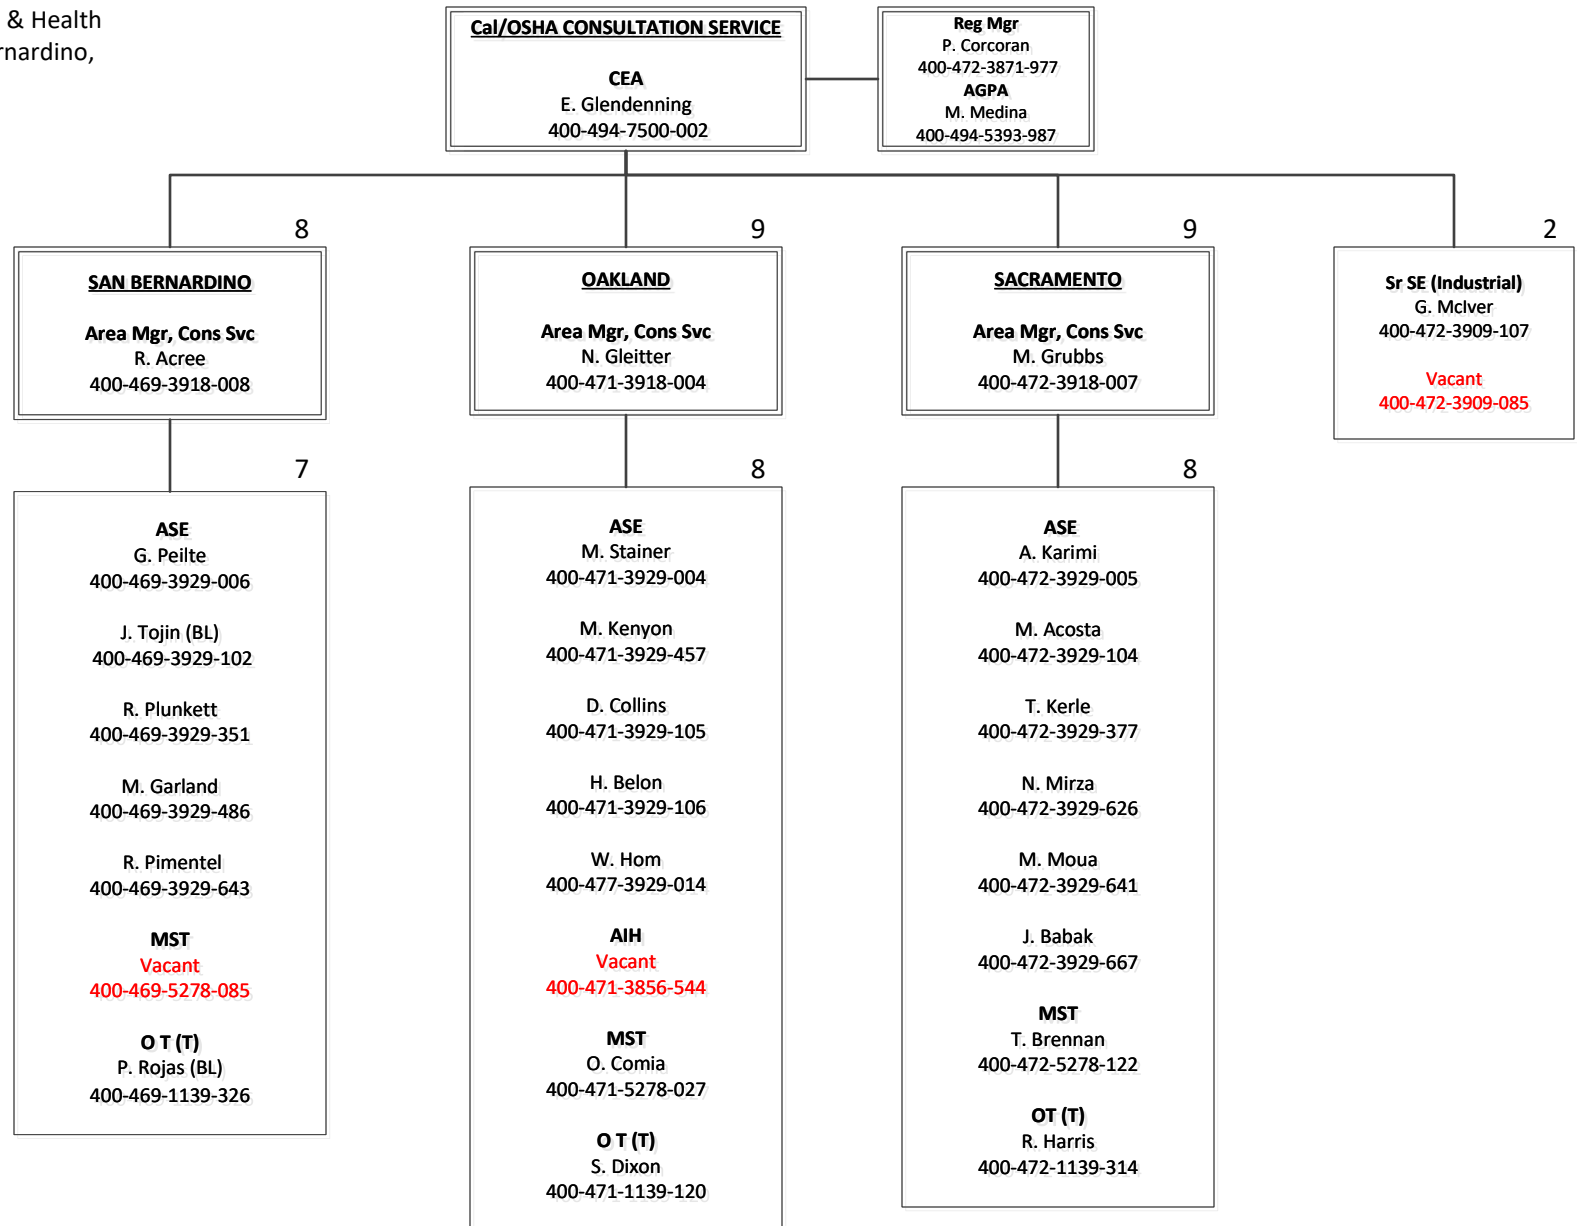 & Health
rnardino,
Cal/OSHA CONSULTATION SERVICE
CEA
E. Glendenning
400-494-7500-002
Reg Mgr
P. Corcoran
400-472-3871-977
AGPA
M. Medina
400-494-5393-987
8
SAN BERNARDINO
Area Mgr, Cons Svc
R. Acree
400-469-3918-008
9
OAKLAND
Area Mgr, Cons Svc
N. Gleitter
400-471-3918-004
9
SACRAMENTO
Area Mgr, Cons Svc
M. Grubbs
400-472-3918-007
2
Sr SE (Industrial)
G. McIver
400-472-3909-107
Vacant
400-472-3909-085
7
ASE
G. Peilte
400-469-3929-006
J. Tojin (BL)
400-469-3929-102
R. Plunkett
400-469-3929-351
M. Garland
400-469-3929-486
R. Pimentel
400-469-3929-643
MST
Vacant
400-469-5278-085
O T (T)
P. Rojas (BL)
400-469-1139-326
8
ASE
M. Stainer
400-471-3929-004
M. Kenyon
400-471-3929-457
D. Collins
400-471-3929-105
H. Belon
400-471-3929-106
W. Hom
400-477-3929-014
AIH
Vacant
400-471-3856-544
MST
O. Comia
400-471-5278-027
O T (T)
S. Dixon
400-471-1139-120
8
ASE
A. Karimi
400-472-3929-005
M. Acosta
400-472-3929-104
T. Kerle
400-472-3929-377
N. Mirza
400-472-3929-626
M. Moua
400-472-3929-641
J. Babak
400-472-3929-667
MST
T. Brennan
400-472-5278-122
OT (T)
R. Harris
400-472-1139-314